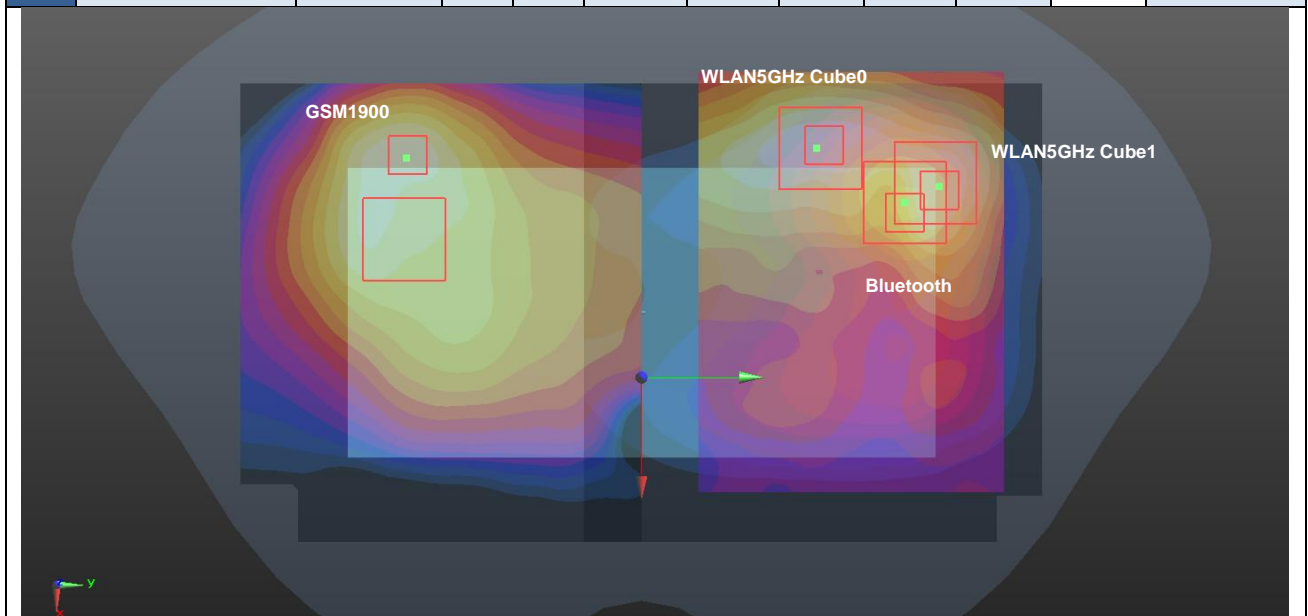 WLAN5GHz Cube0
GSM1900
WLAN5GHz Cube1
Bluetooth
y
x